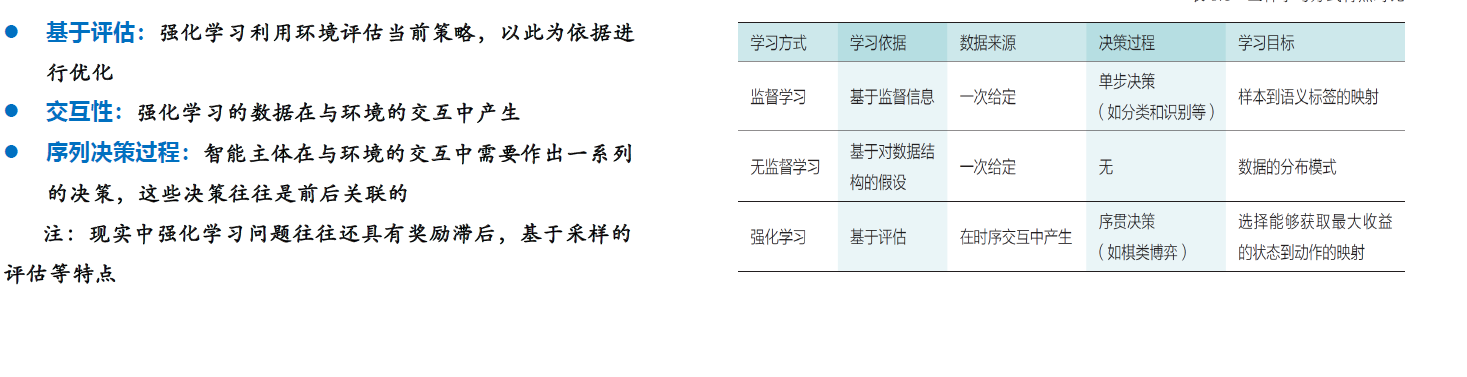 基于评估：强化学习利用环境评估当前策略，以此为依据进
行优化
交互性：强化学习的数据在与环境的交互中产生
序列决策过程：智能主体在与环境的交互中需要作出一系列
的决策，这些决策往往是前后关联的
注：现实中强化学习问题往往还具有奖励滞后，基于采样的
评估等特点
学习方式 学习依据 数据来源 决策过程 学习目标
监督学习 基于监督信息 一次给定 单步决策 样本到语义标签的映射
（如分类和识别等）
无监督学习 基于对数据结 一次给定 无 数据的分布模式
构的假设
强化学习 基于评估 在时序交互中产生 序贯决策 选择能够获取最大收益
（如棋类博弈） 的状态到动作的映射